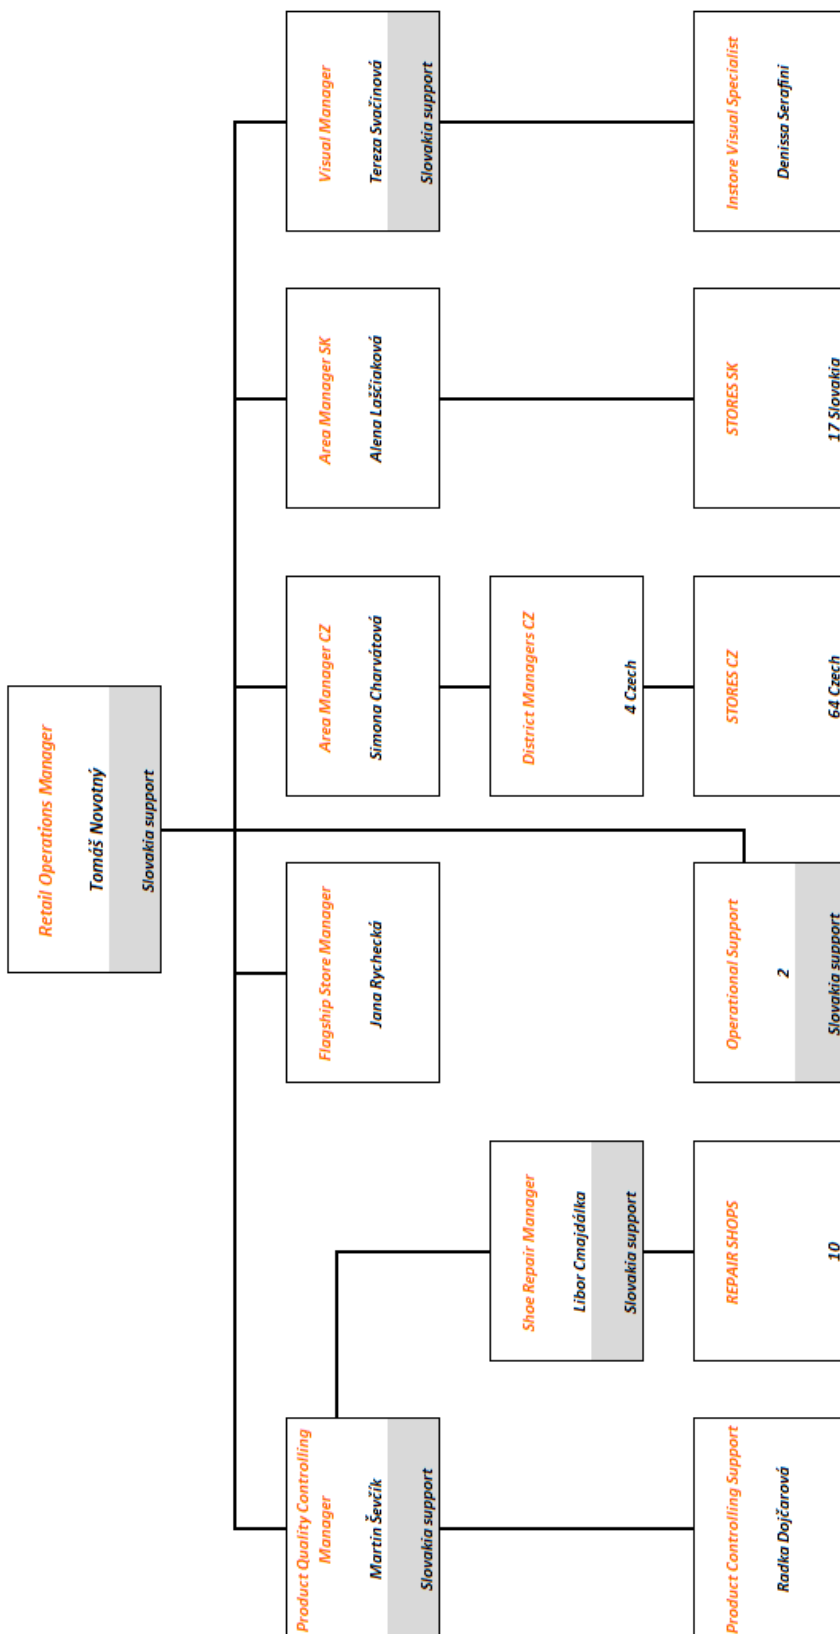 Retail Operations Manager
Tomáš Novotný
Slovakia support
Product Quality Controlling
Manager
Martin Ševčík
Slovakia support
Flagship Store Manager
Jana Rychecká
Area Manager CZ
Simona Charvátová
Area Manager SK
Alena Laščiaková
Visual Manager
Tereza Svačinová
Slovakia support
Shoe Repair Manager
Libor Cmajdálka
Slovakia support
District Managers CZ
4 Czech
Product Controlling Support
Radka Dojčarová
REPAIR SHOPS
10
Operational Support
2
Slovakia support
STORES CZ
64 Czech
STORES SK
17 Slovakia
Instore Visual Specialist
Denissa Serafini